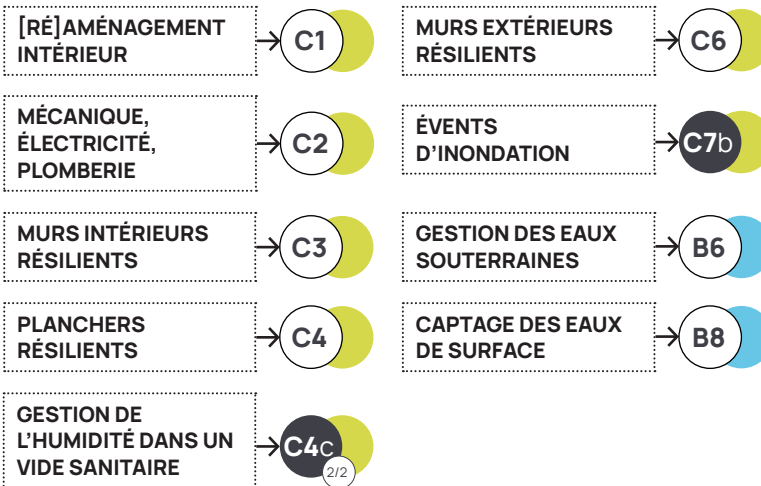 [RÉ]AMÉNAGEMENT
INTÉRIEUR
C1
MÉCANIQUE,
ÉLECTRICITÉ,
PLOMBERIE
C2
MURS INTÉRIEURS
RÉSILIENTS
C3
PLANCHERS
RÉSILIENTS
C4
GESTION DE
L'HUMIDITÉ DANS UN
VIDE SANITAIRE
C4c
2/2
MURS EXTÉRIEURS
RÉSILIENTS
C6
ÉVENTS
D'INONDATION
C7b
GESTION DES EAUX
SOUTERRAINES
B6
CAPTAGE DES EAUX
DE SURFACE
B8